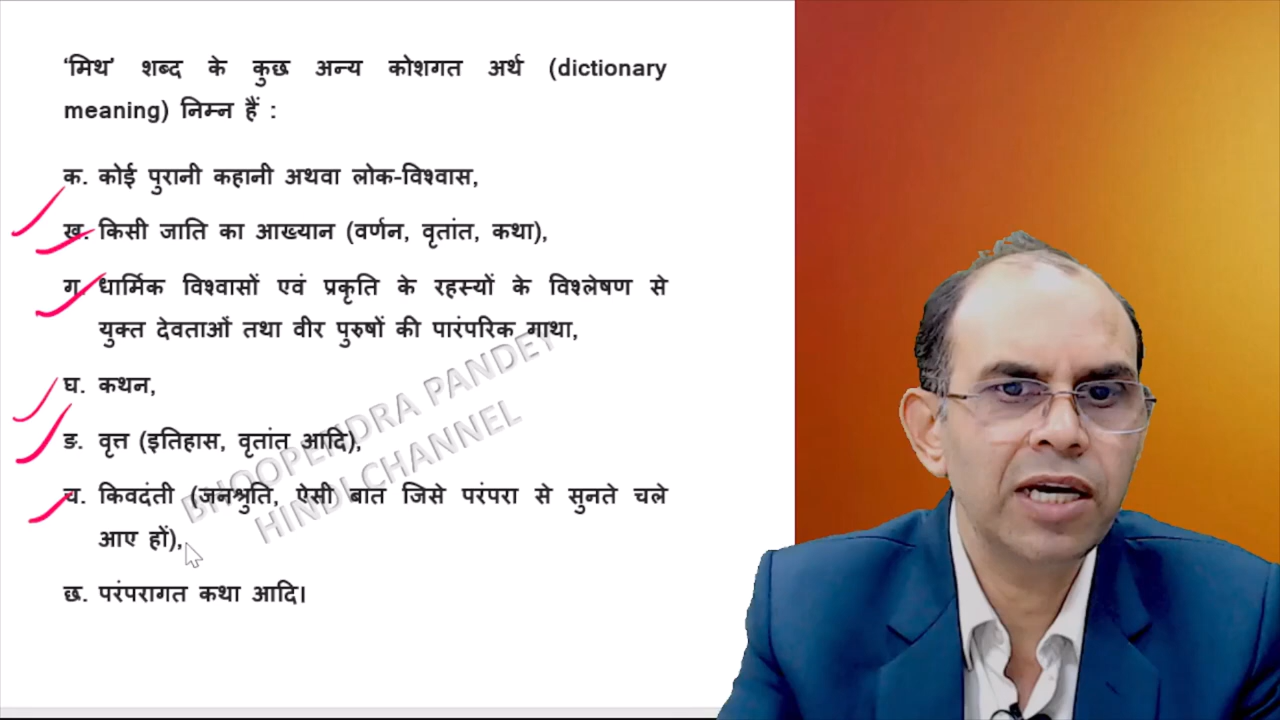 ‘मिथ’ शब्द के कुछ अन्य कोशगत अर्थ (dictionary
meaning) निम्न हैं :
क. कोई पुरानी कहानी अथवा लोक-विश्वास,
ख. किसी जाति का आख्यान (वर्णन, वृतांत, कथा),
ग. धार्मिक विश्वासों एवं प्रकृति के रहस्यों के विश्लेषण से
युक्त देवताओं तथा वीर पुरुषों की पारंपरिक गाथा,
घ. कथन,
ङ. वृत्त (इतिहास, वृतांत आदि),
च. किवदंती (जनश्रुति, ऐसी बात जिसे परंपरा से सुनते चले
आए हों),
छ. परंपरागत कथा आदि।
BHOOPENDRA PANDEY
HINDI CHANNEL